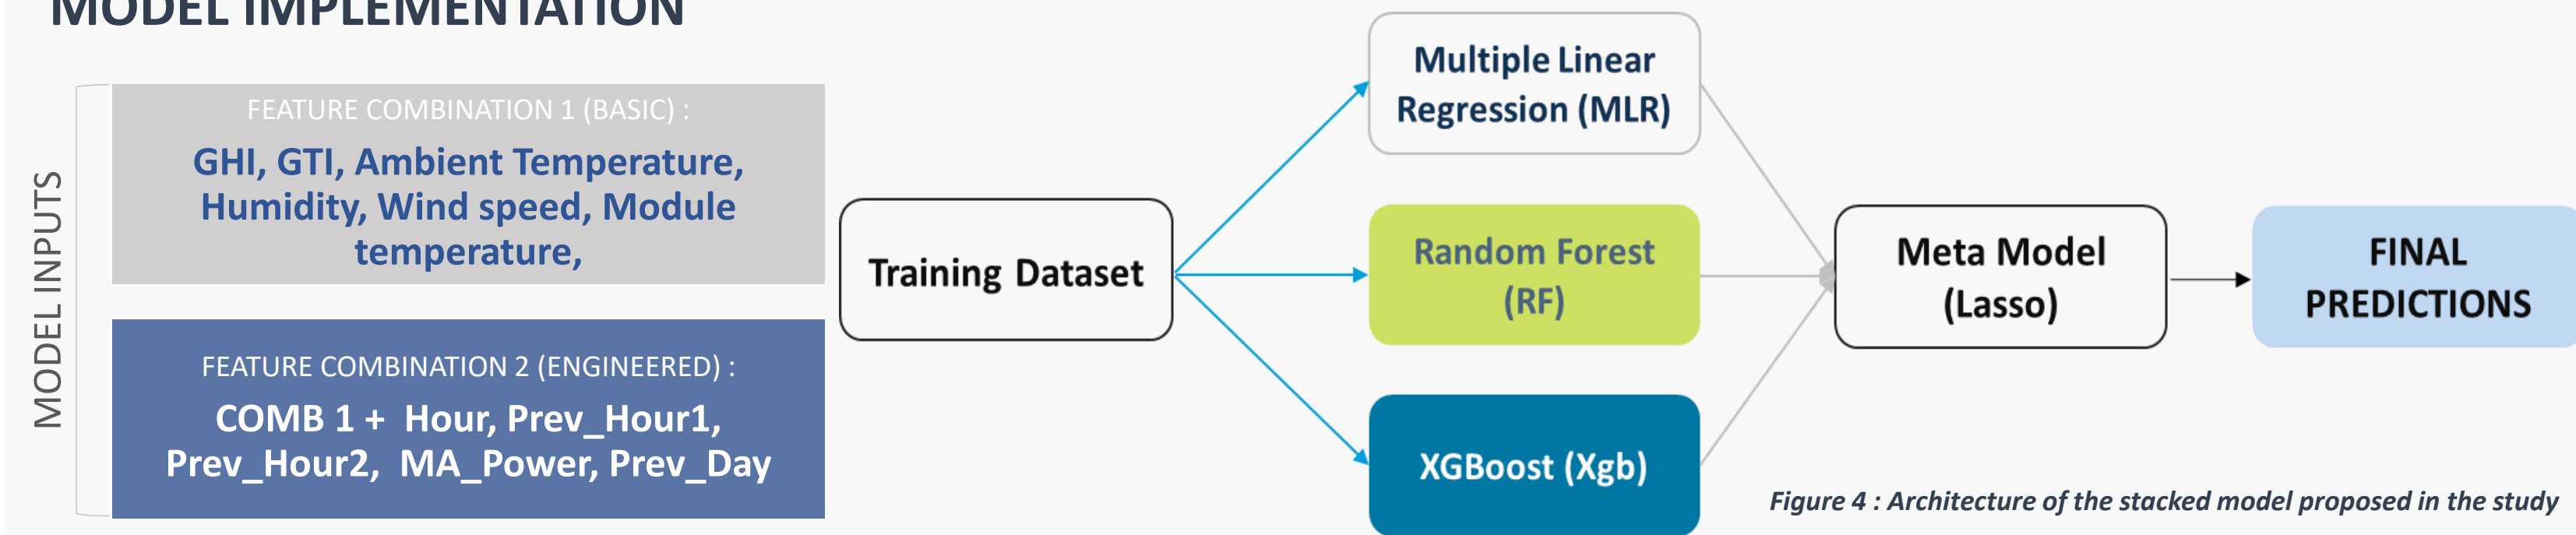 MODEL IMPLEMENTATION
MODEL INPUTS
FEATURE COMBINATION 1 (BASIC) :
GHI, GTI, Ambient Temperature,
Humidity, Wind speed, Module
temperature,
FEATURE COMBINATION 2 (ENGINEERED) :
COMB 1 + Hour, Prev_Hour1,
Prev_Hour2, MA_Power, Prev_Day
Training Dataset
Multiple Linear
Regression (MLR)
Random Forest
(RF)
XGBoost (Xgb)
Meta Model
(Lasso)
FINAL
PREDICTIONS
Figure 4 : Architecture of the stacked model proposed in the study